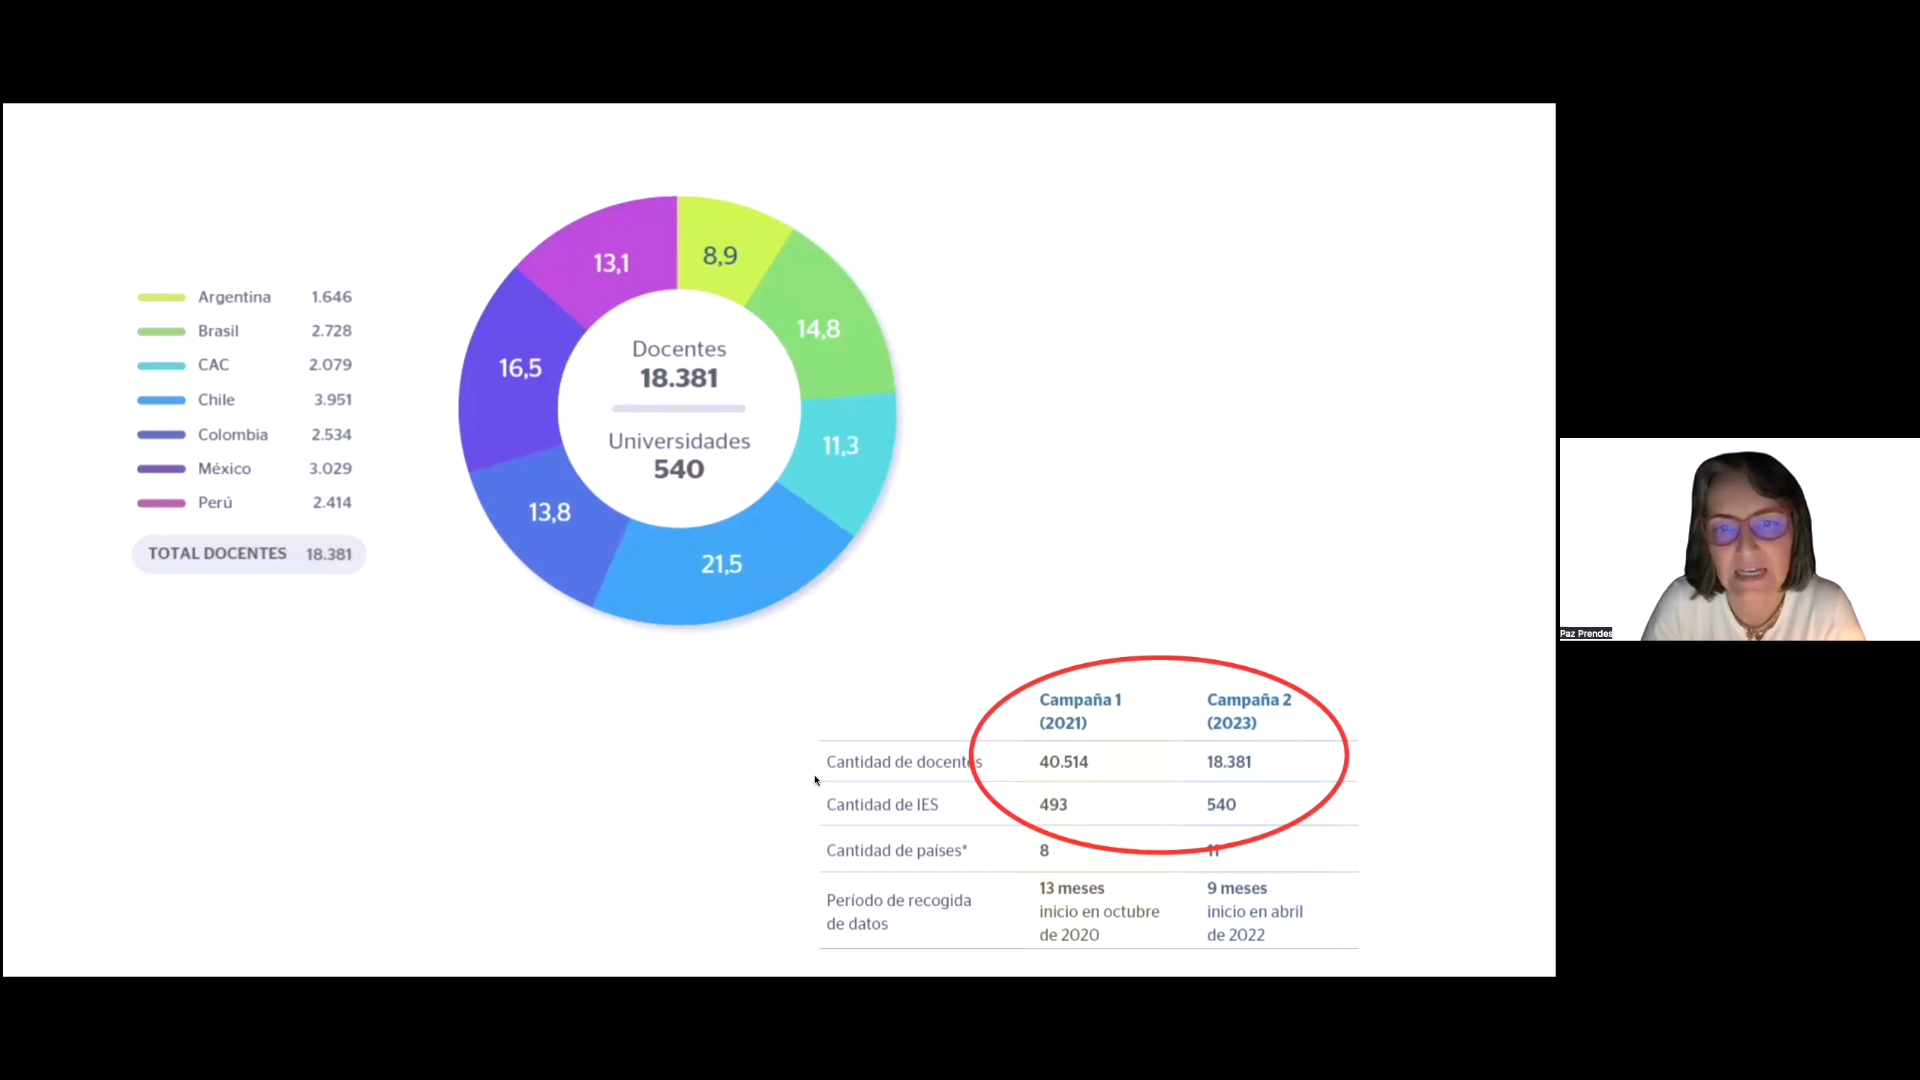 Argentina 1.646
Brasil 2.728
CAC 2.079
Chile 3.951
Colombia 2.534
México 3.029
Perú 2.414
TOTAL DOCENTES 18.381
8,9
14,8
11,3
21,5
13,8
16,5
13,1
Docentes
18.381
Universidades
540
Campaña 1 Campaña 2
(2021) (2023)
Cantidad de docentes 40.514 18.381
Cantidad de IES 493 540
Cantidad de países* 8 11
Período de recogida
de datos
13 meses
inicio en octubre
de 2020
9 meses
inicio en abril
de 2022
Paz Prendes